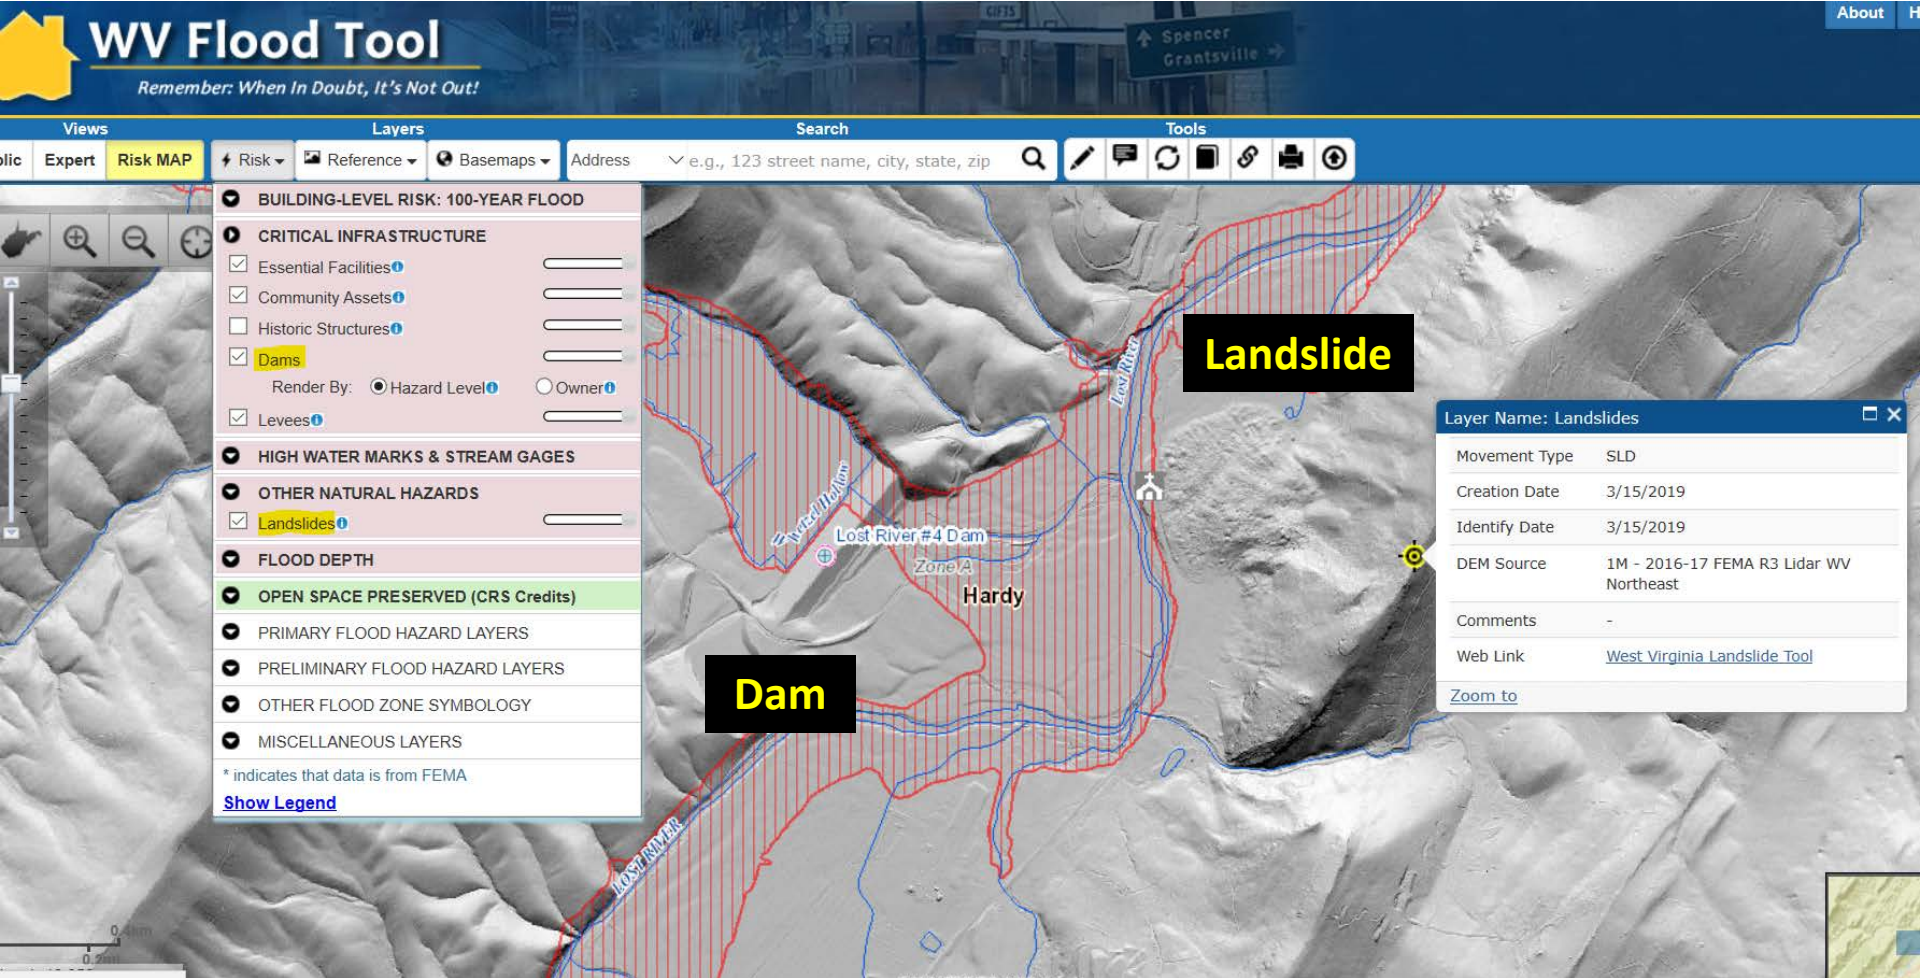 GIFTS
About
WV Flood Tool
Spencer
Grantsville
Remember: When In Doubt, It's Not Out!
Views
Layers
Search
Tools
Expert
Risk MAP
Risk
Reference
Basemaps
Address
e.g., 123 street name, city, state, zip
BUILDING-LEVEL RISK: 100-YEAR FLOOD
CRITICAL INFRASTRUCTURE
Essential Facilities
Community Assets
Historic Structures
Dams
Render By: Hazard Level Owner
Levees
HIGH WATER MARKS & STREAM GAGES
OTHER NATURAL HAZARDS
Landslides
FLOOD DEPTH
OPEN SPACE PRESERVED (CRS Credits)
PRIMARY FLOOD HAZARD LAYERS
PRELIMINARY FLOOD HAZARD LAYERS
OTHER FLOOD ZONE SYMBOLOGY
MISCELLANEOUS LAYERS
* indicates that data is from FEMA
Show Legend
Landslide
Lost River
Wetzel Hollow
Lost River #4 Dam
Zone A
Hardy
Dam
LOST RIVER
Layer Name: Landslides
Movement Type SLD
Creation Date 3/15/2019
Identify Date 3/15/2019
DEM Source 1M - 2016-17 FEMA R3 Lidar WV
Northeast
Comments -
Web Link West Virginia Landslide Tool
Zoom to
0.4km
0.2mi